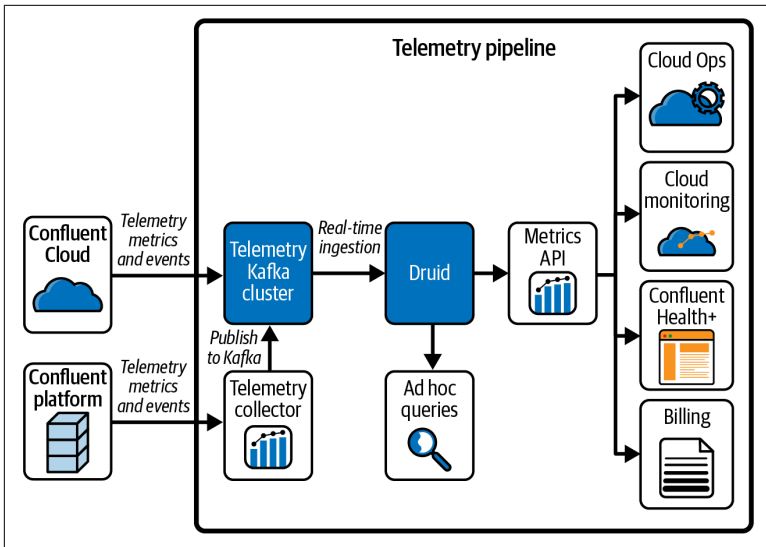 Telemetry pipeline
Confluent
Cloud
Telemetry
metrics
and events
Telemetry
Kafka
cluster
Real-time
ingestion
Druid
Metrics
API
Cloud Ops
Cloud
monitoring
Confluent
Health+
Billing
Confluent
platform
Telemetry
metrics
and events
Publish
to Kafka
Telemetry
collector
Ad hoc
queries